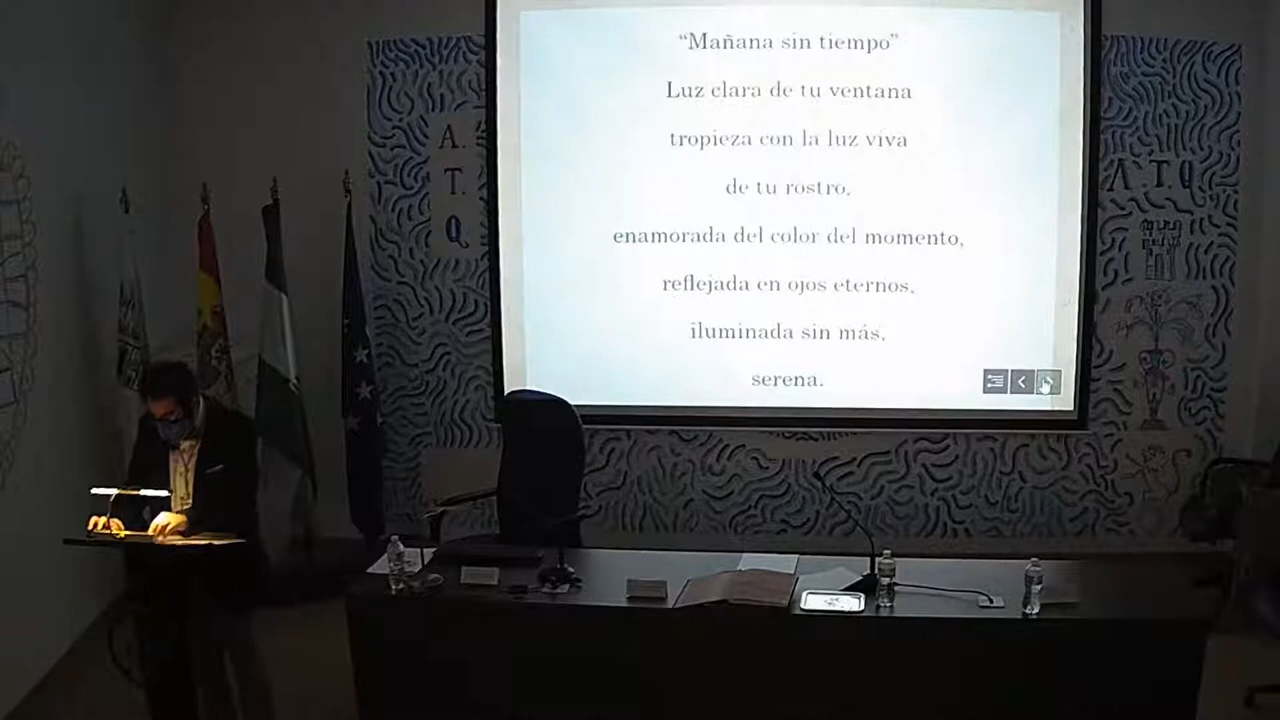 “Mañana sin tiempo”
Luz clara de tu ventana
tropieza con la luz viva
de tu rostro,
enamorada del color del momento,
reflejada en ojos eternos,
iluminada sin más,
serena.
A.
T.
Q
A.T.Q